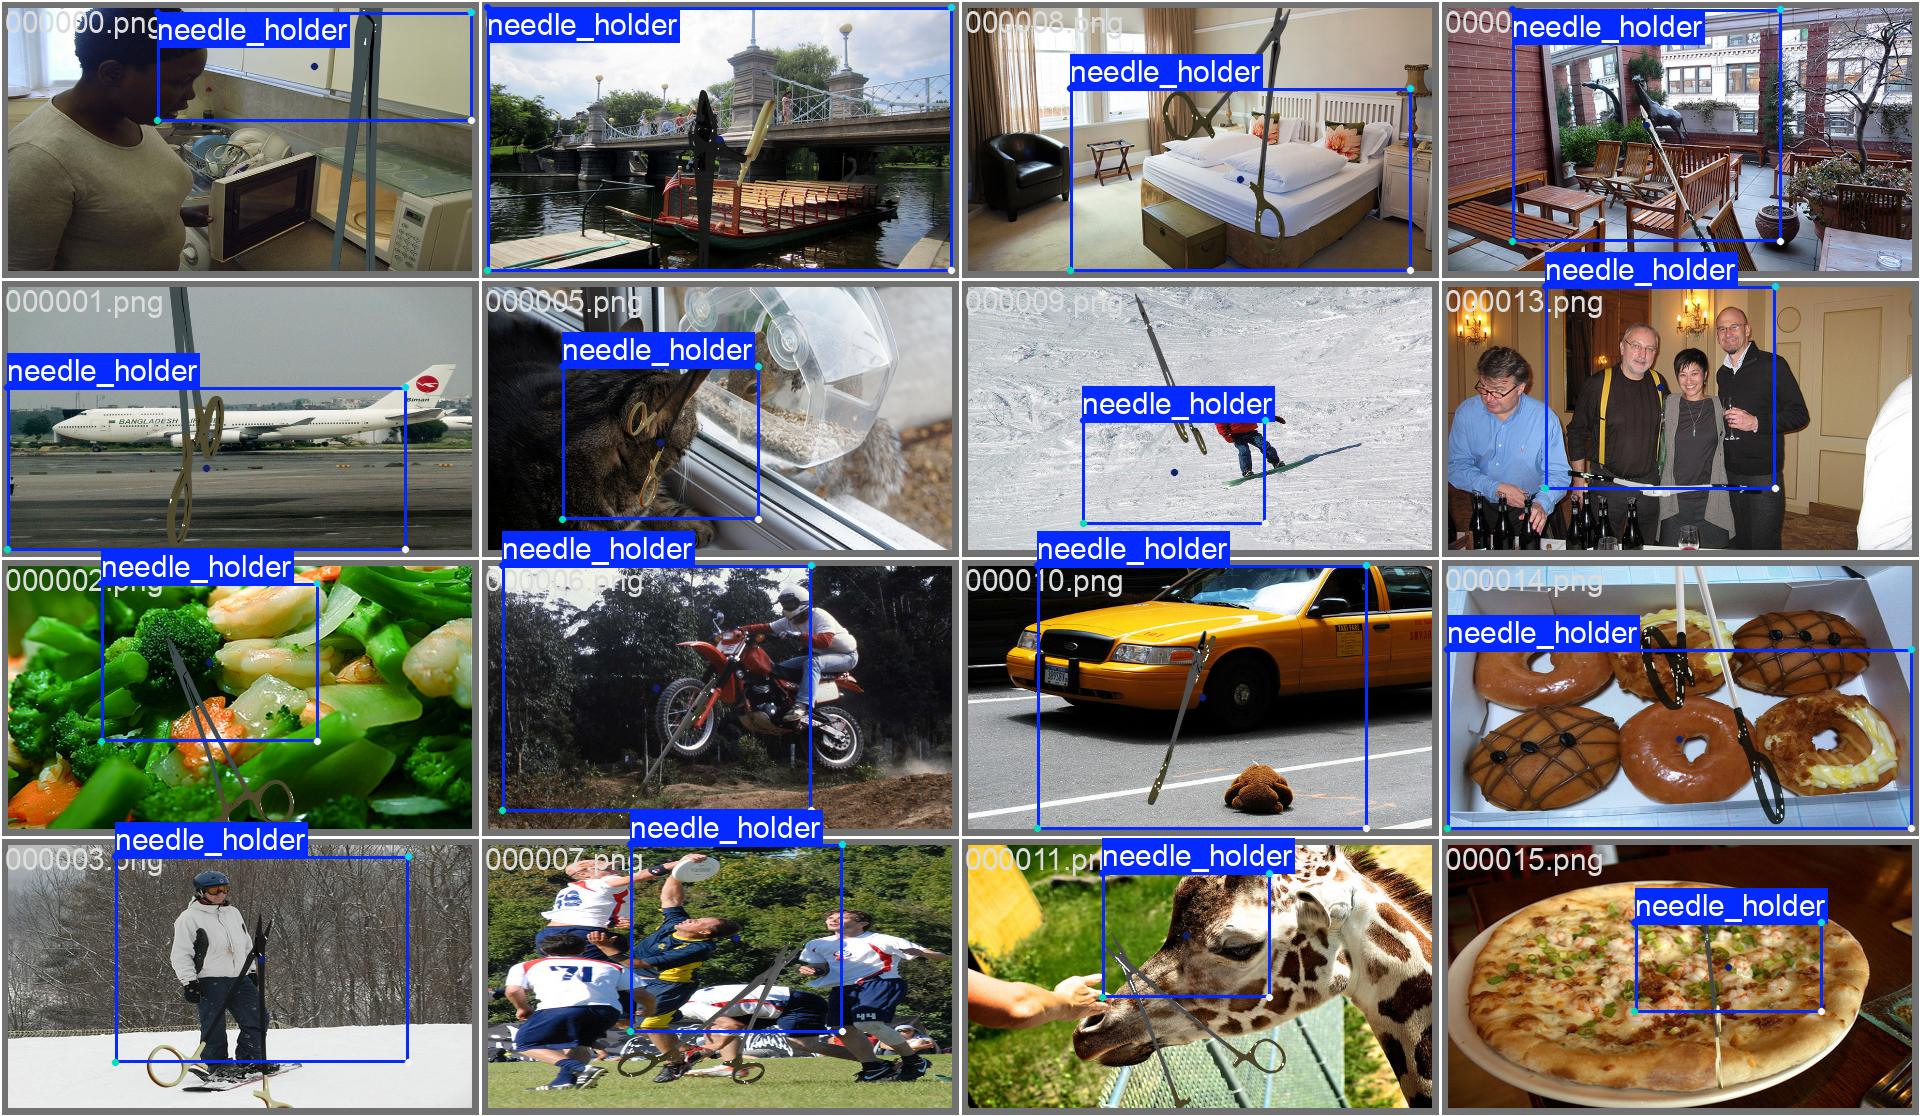 000000.png
needle_holder
needle_holder
000008.png
needle_holder
0000
needle_holder
000001.png
needle_holder
BANGLADESH
Biman
000005.png
needle_holder
000009.png
needle_holder
000013.png
needle_holder
000002.png
needle_holder
000006.png
needle_holder
000010.png
needle_holder
000014.png
needle_holder
000003.png
needle_holder
000007.png
needle_holder
71
000011.pn
needle_holder
000015.png
needle_holder